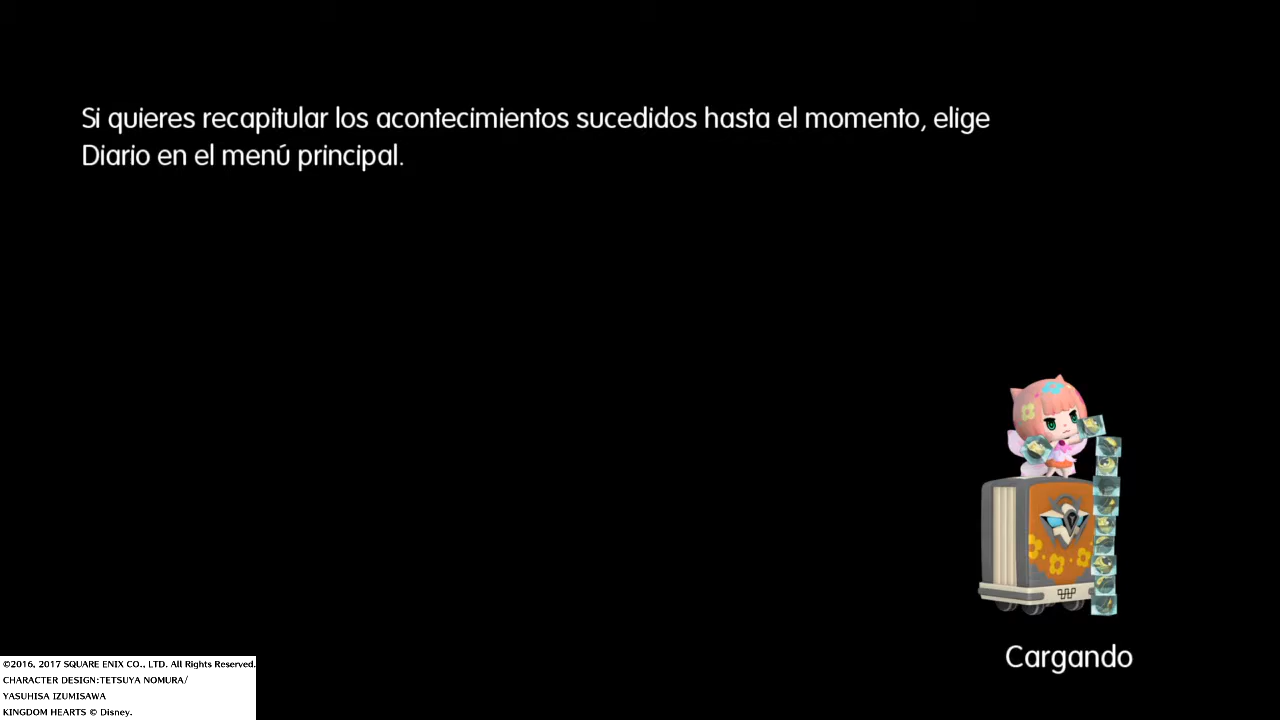 Si quieres recapitular los acontecimientos sucedidos hasta el momento, elige
Diario en el menú principal.
Cargando
©2016, 2017 SQUARE ENIX CO., LTD. All Rights Reserved.
CHARACTER DESIGN:TETSUYA NOMURA/
YASUHISA IZUMISAWA
KINGDOM HEARTS © Disney.